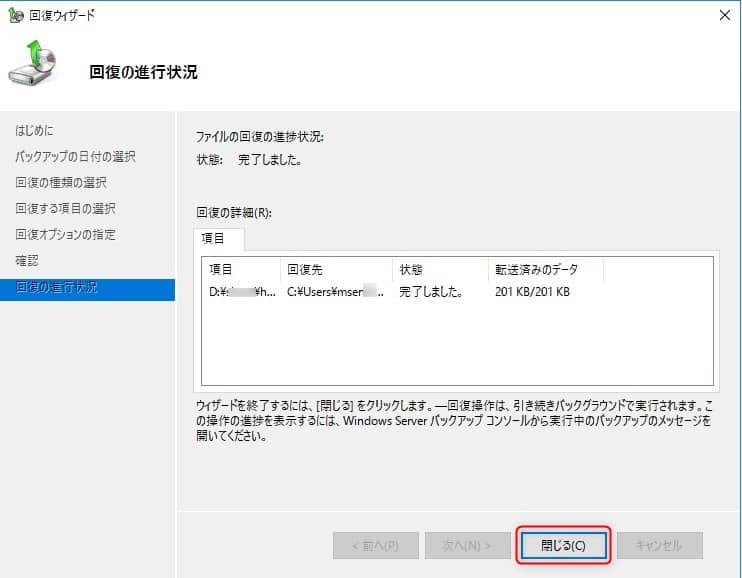 回復ウィザード
回復の進行状況
はじめに
バックアップの日付の選択
回復の種類の選択
回復する項目の選択
回復オプションの指定
確認
回復の進行状況
ファイルの回復の進捗状況:
状態: 完了しました。
回復の詳細(R):
項目
項目 回復先 状態 転送済みのデータ
D:¥ ¥h... C:¥Users¥mser ... 完了しました。 201 KB/201 KB
ウィザードを終了するには、[閉じる] をクリックします。—回復操作は、引き続きバックグラウンドで実行されます。こ
の操作の進捗を表示するには、Windows Server バックアップ コンソールから実行中のバックアップのメッセージを
開いてください。
< 前へ(P) 次へ(N) > 閉じる(C) キャンセル